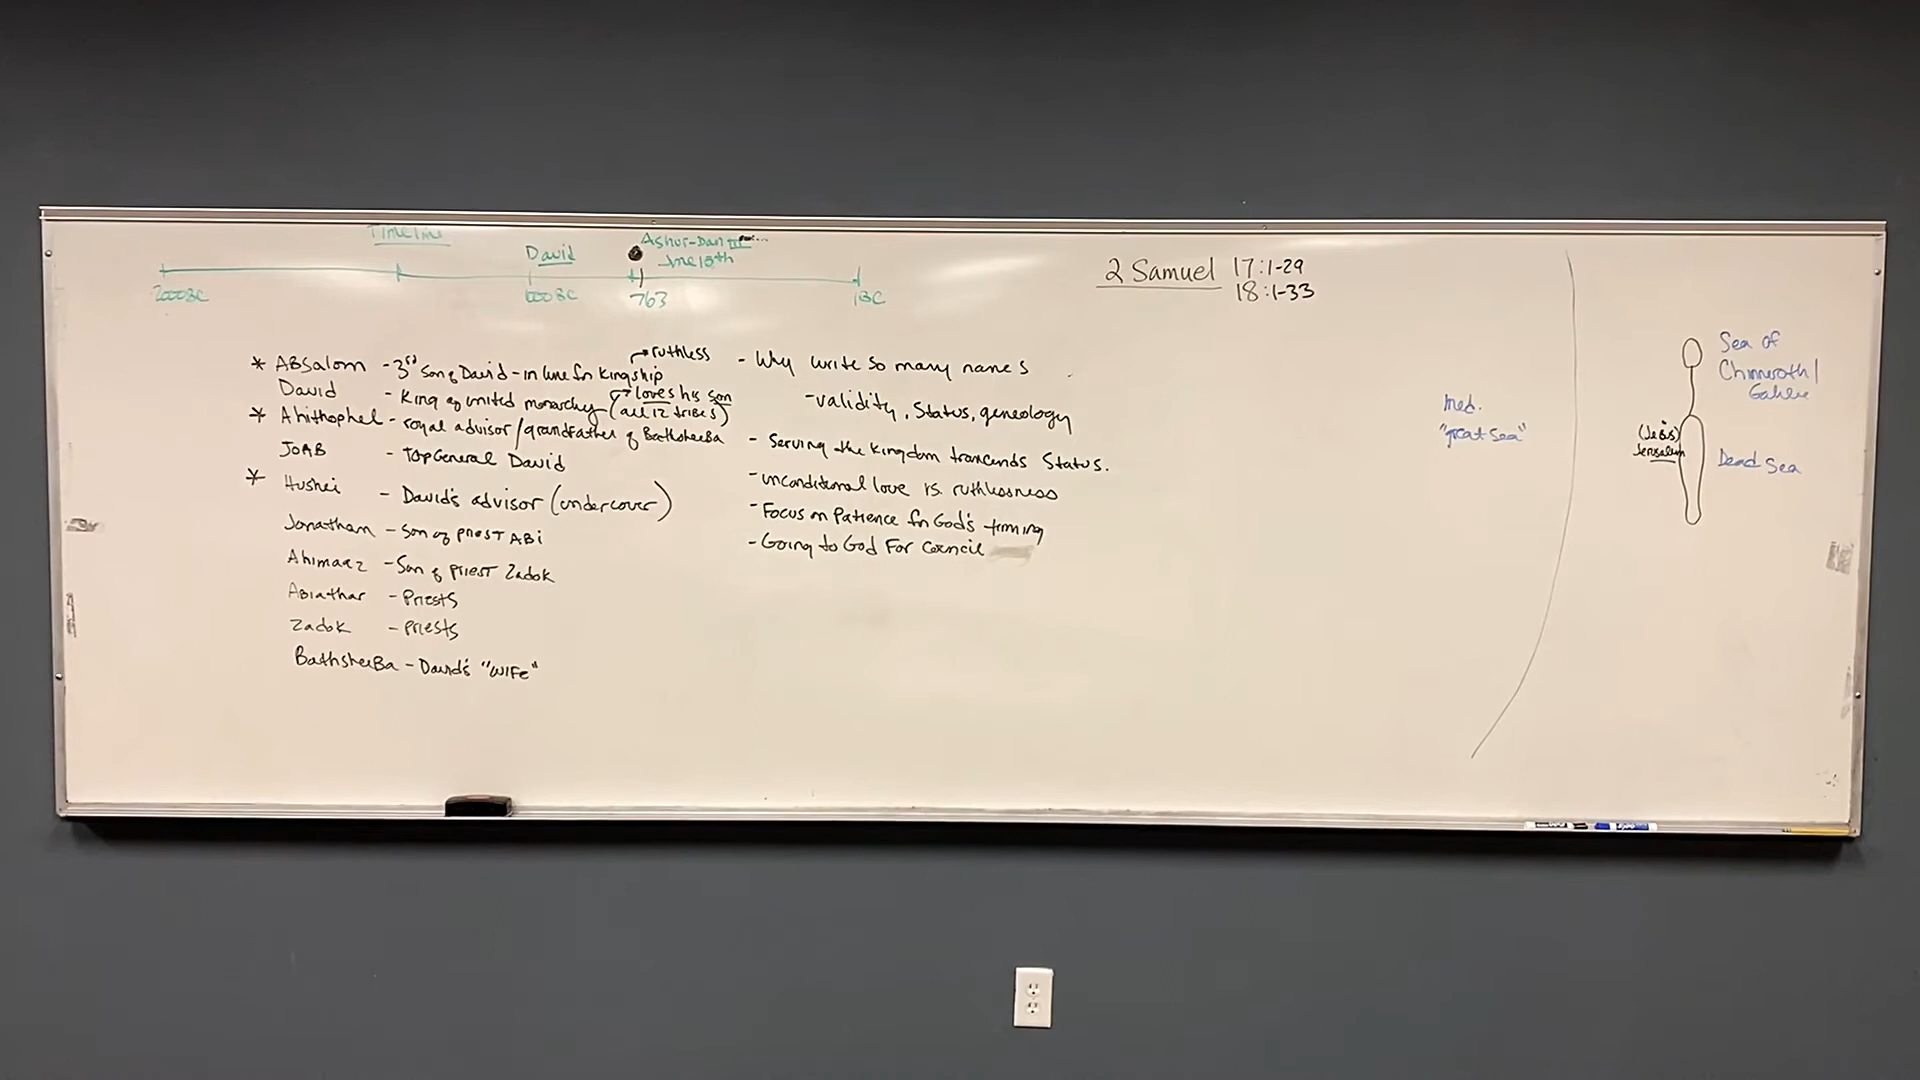 Timeline
David
Ashur-Dan III
June 15th
2000BC
1000BC
763
1BC
2 Samuel 17:1-29
18:1-33
* ABSalom - 3rd Son of David - in line for Kingship
→ ruthless
David - King of united monarchy (all 12 tribes)
→ loves his son
* Ahithophel - royal advisor/grandfather of BathsheBa
JOAB - Top General David
* Hushai - David's advisor (undercover)
Jonathan - Son of priest ABi
Ahimaaz - Son of Priest Zadok
Abiathar - Priests
Zadok - Priests
BathsheBa - David's "WIFe"
- Why write so many names
- validity, Status, geneology
- Serving the Kingdom trancends Status.
- unconditional love vs. ruthlessness
- Focus on Patience for God's timing
- Going to God For Council
med.
"great sea"
Sea of
Chinneroth/
Galilee
(Jebus)
Jerusalem
Dead Sea